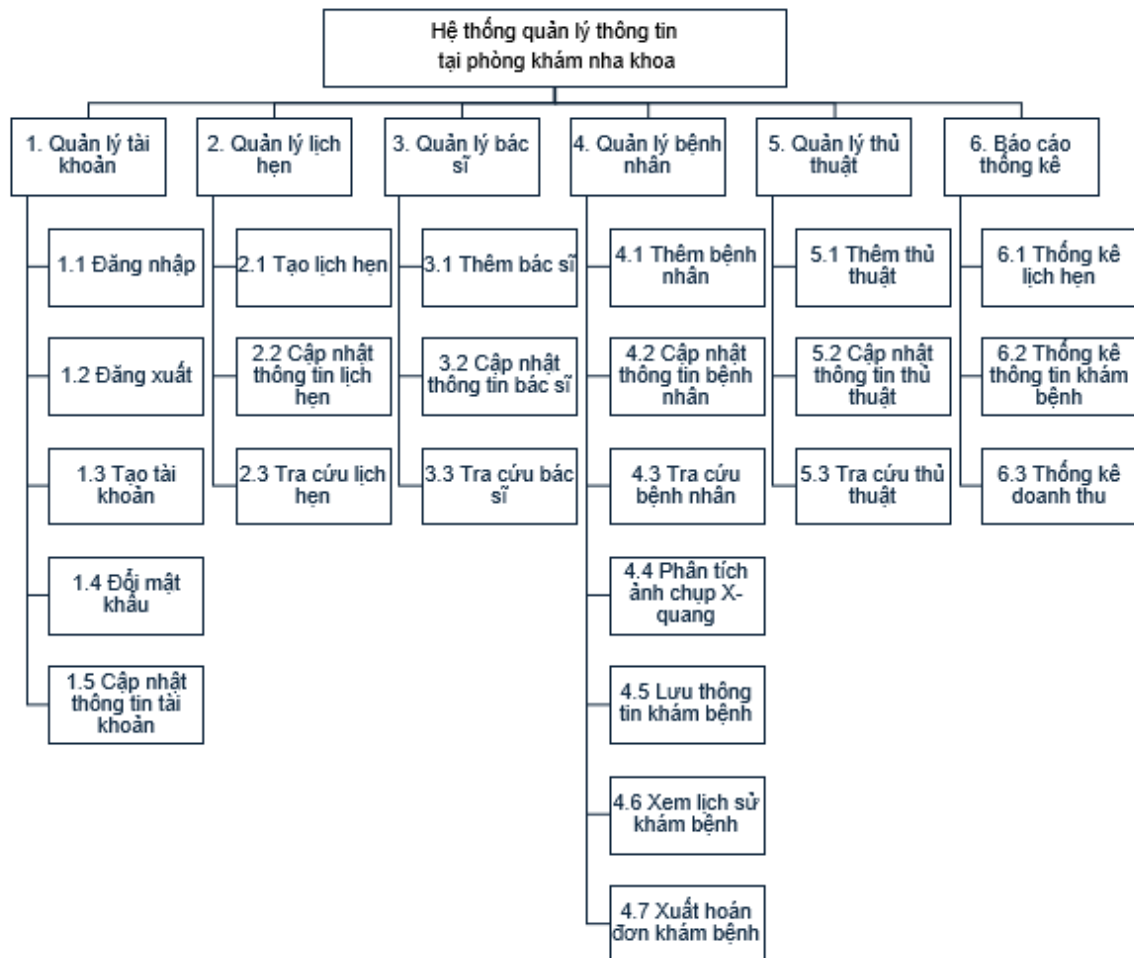 Hệ thống quản lý thông tin
tại phòng khám nha khoa
1. Quản lý tài
khoản
2. Quản lý lịch
hẹn
3. Quản lý bác
sĩ
4. Quản lý bệnh
nhân
5. Quản lý thủ
thuật
6. Báo cáo
thống kê
1.1 Đăng nhập
2.1 Tạo lịch hẹn
3.1 Thêm bác sĩ
4.1 Thêm bệnh
nhân
5.1 Thêm thủ
thuật
6.1 Thống kê
lịch hẹn
1.2 Đăng xuất
2.2 Cập nhật
thông tin lịch
hẹn
3.2 Cập nhật
thông tin bác sĩ
4.2 Cập nhật
thông tin bệnh
nhân
5.2 Cập nhật
thông tin thủ
thuật
6.2 Thống kê
thông tin khám
bệnh
1.3 Tạo tài
khoản
2.3 Tra cứu lịch
hẹn
3.3 Tra cứu bác
sĩ
4.3 Tra cứu
bệnh nhân
5.3 Tra cứu thủ
thuật
6.3 Thống kê
doanh thu
1.4 Đổi mật
khẩu
4.4 Phân tích
ảnh chụp X-
quang
1.5 Cập nhật
thông tin tài
khoản
4.5 Lưu thông
tin khám bệnh
4.6 Xem lịch sử
khám bệnh
4.7 Xuất hoán
đơn khám bệnh